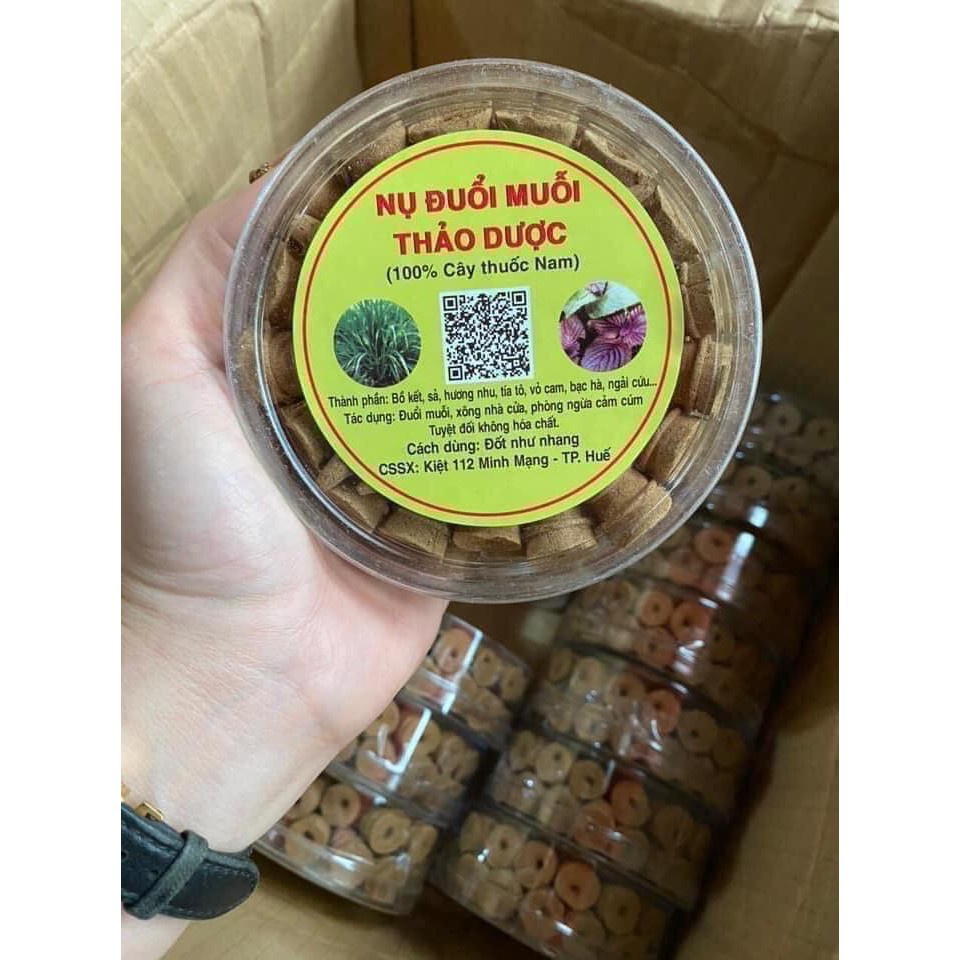 NỤ ĐUỔI MUỖI
THẢO DƯỢC
(100% Cây thuốc Nam)
Thành phần: Bồ kết, sả, hương nhu, tía tô, vỏ cam, bạc hà, ngải cứu...
Tác dụng: Đuổi muỗi, xông nhà cửa, phòng ngừa cảm cúm
Tuyệt đối không hóa chất.
Cách dùng: Đốt như nhang
CSSX: Kiệt 112 Minh Mạng - TP. Huế